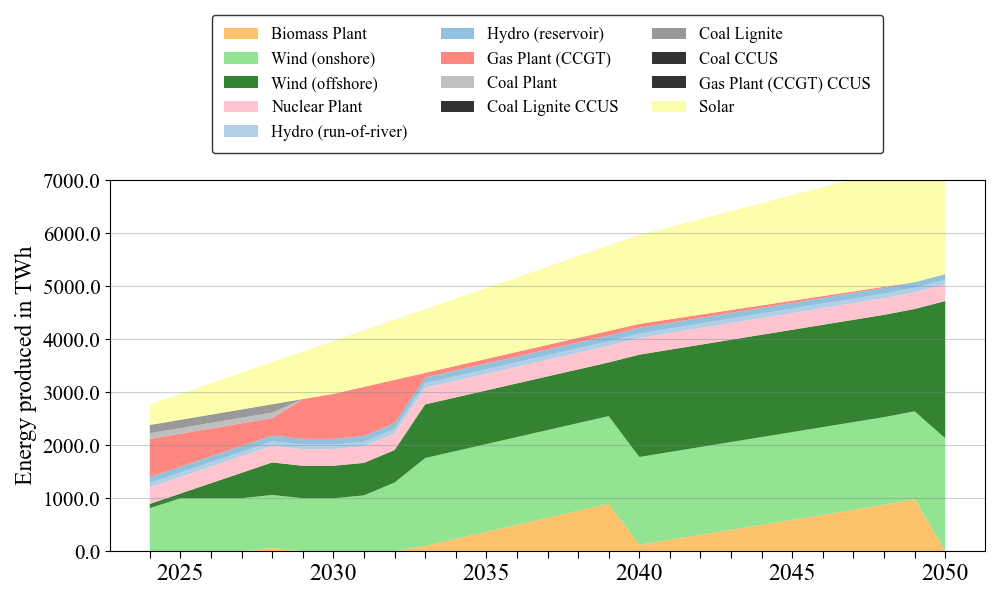 Biomass Plant
Wind (onshore)
Wind (offshore)
Nuclear Plant
Hydro (run-of-river)
Hydro (reservoir)
Gas Plant (CCGT)
Coal Plant
Coal Lignite CCUS
Coal Lignite
Coal CCUS
Gas Plant (CCGT) CCUS
Solar
Energy produced in TWh
7000.0
6000.0
5000.0
4000.0
3000.0
2000.0
1000.0
0.0
2025 2030 2035 2040 2045 2050